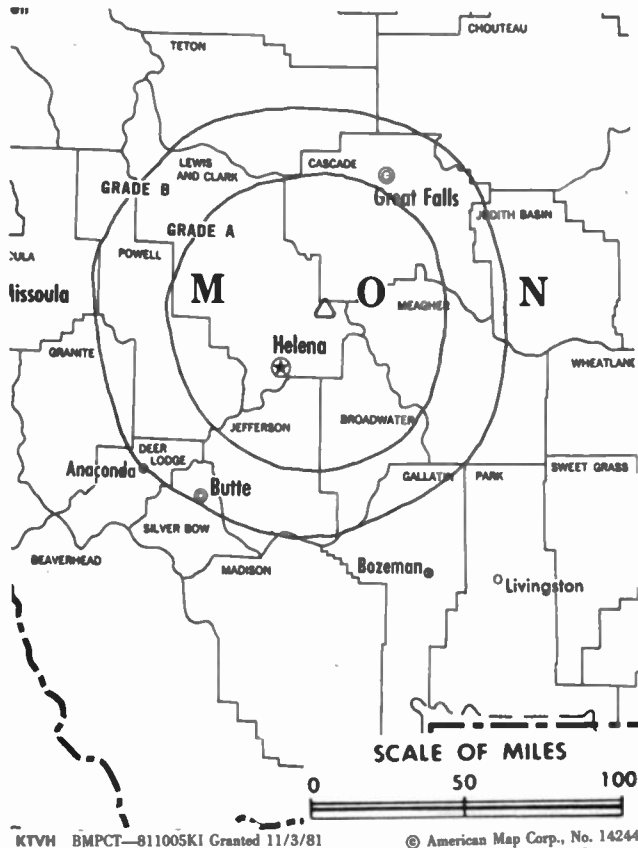 CHOUTEAU
TETON
LEWIS
AND CLARK
CASCADE
GRADE B
Great Falls
JUDITH BASIN
GRADE A
POWELL
M O N
MEAGHER
Helena
GRANITE
WHEATLAN
JEFFERSON
BROADWATER
DEER
LODGE
Anaconda
GALLATIN
PARK
SWEET GRASS
Butte
SILVER BOW
BEAVERHEAD
MADISON
Bozeman
Livingston
SCALE OF MILES
0 50 100
KTVH BMPCT—811005KI Granted 11/3/81 © American Map Corp., No. 14244